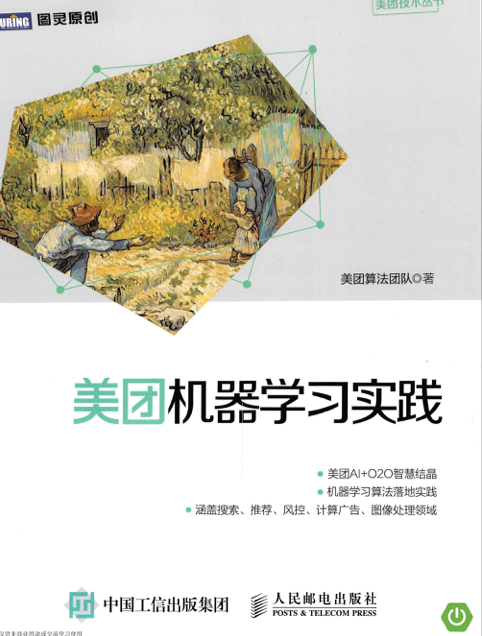 TURING 图灵原创
美团技术丛书
美团算法团队◎著
美团机器学习实践
● 美团AI+O2O智慧结晶
● 机器学习算法落地实践
● 涵盖搜索、推荐、风控、计算广告、图像处理领域
中国工信出版集团
人民邮电出版社
POSTS & TELECOM PRESS